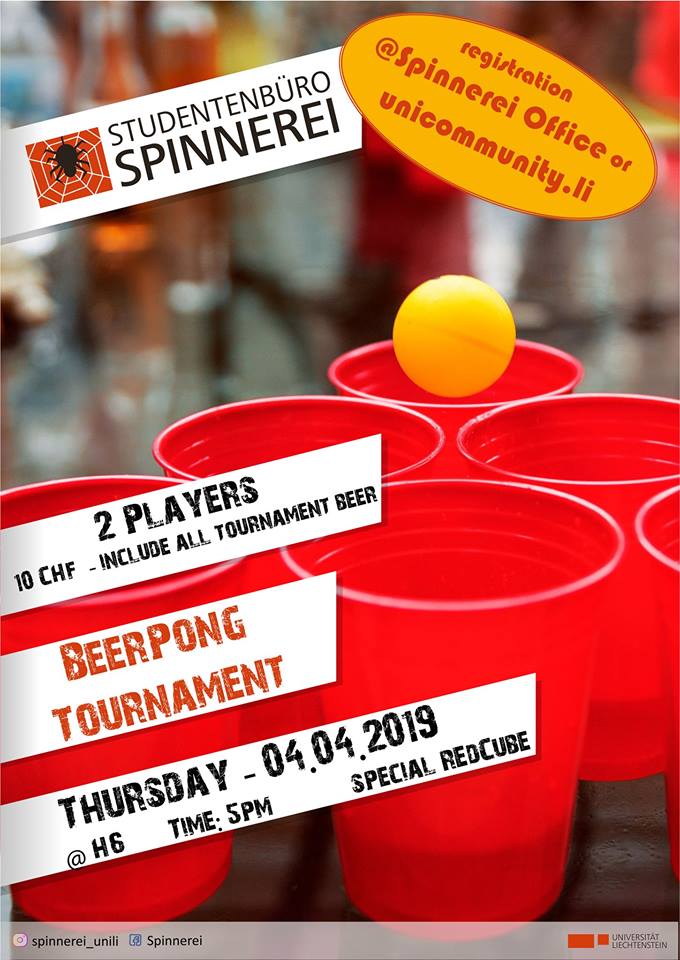 registration
@Spinnerei Office or
unicommunity.li
STUDENTENBÜRO
SPINNEREI
2 PLAYERS
10 CHF - INCLUDE ALL TOURNAMENT BEER
BEERPONG
TOURNAMENT
THURSDAY - 04.04.2019
@ H6 TIME: 5PM SPECIAL REDCUBE
spinnerei_unili Spinnerei
UNIVERSITÄT
LIECHTENSTEIN